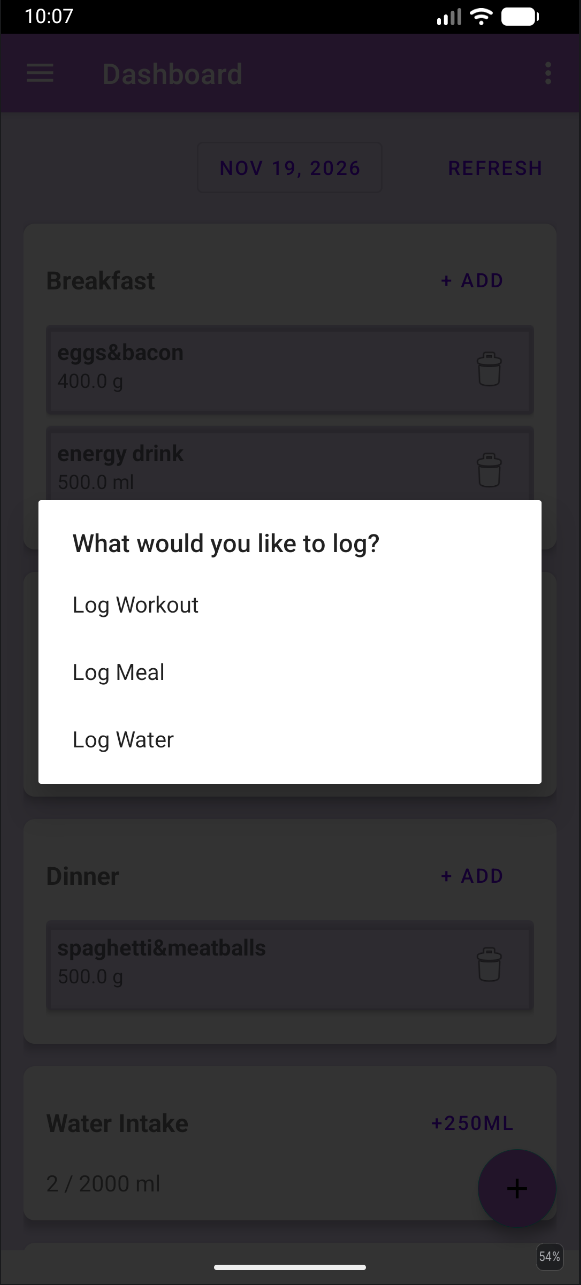 10:07
Dashboard
NOV 19, 2026
REFRESH
Breakfast
+ ADD
eggs&bacon
400.0 g
energy drink
500.0 ml
What would you like to log?
Log Workout
Log Meal
Log Water
Dinner
+ ADD
spaghetti&meatballs
500.0 g
Water Intake
+250ML
2 / 2000 ml
+
54%